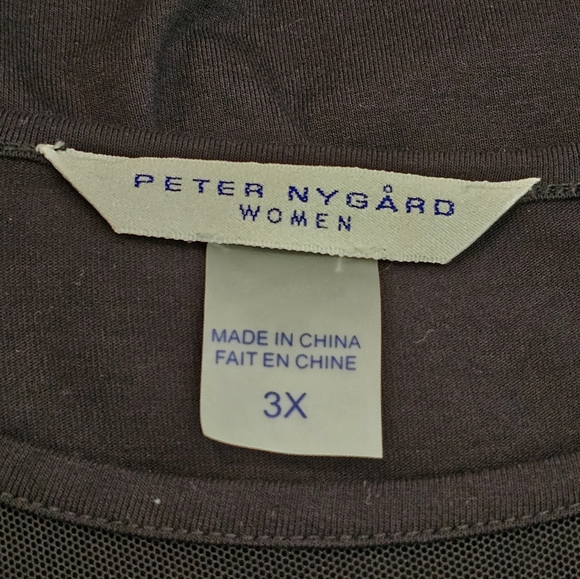 PETER NYGÅRD
WOMEN
MADE IN CHINA
FAIT EN CHINE
3X